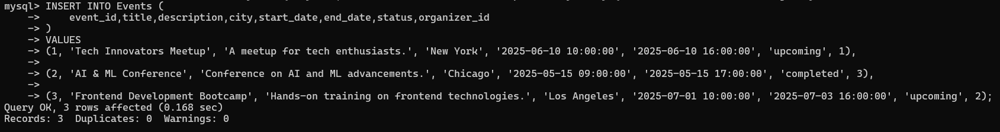 mysql> INSERT INTO Events (
    ->     event_id,title,description,city,start_date,end_date,status,organizer_id
    -> )
    -> VALUES
    -> (1, 'Tech Innovators Meetup', 'A meetup for tech enthusiasts.', 'New York', '2025-06-10 10:00:00', '2025-06-10 16:00:00', 'upcoming', 1),
    ->
    -> (2, 'AI & ML Conference', 'Conference on AI and ML advancements.', 'Chicago', '2025-05-15 09:00:00', '2025-05-15 17:00:00', 'completed', 3),
    ->
    -> (3, 'Frontend Development Bootcamp', 'Hands-on training on frontend technologies.', 'Los Angeles', '2025-07-01 10:00:00', '2025-07-03 16:00:00', 'upcoming', 2);
Query OK, 3 rows affected (0.168 sec)
Records: 3  Duplicates: 0  Warnings: 0